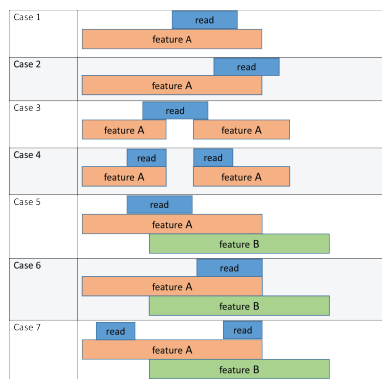 Case 1
read
feature A
Case 2
read
feature A
Case 3
read
feature A feature A
Case 4
read read
feature A feature A
Case 5
read
feature A
feature B
Case 6
read
feature A
feature B
Case 7
read read
feature A
feature B